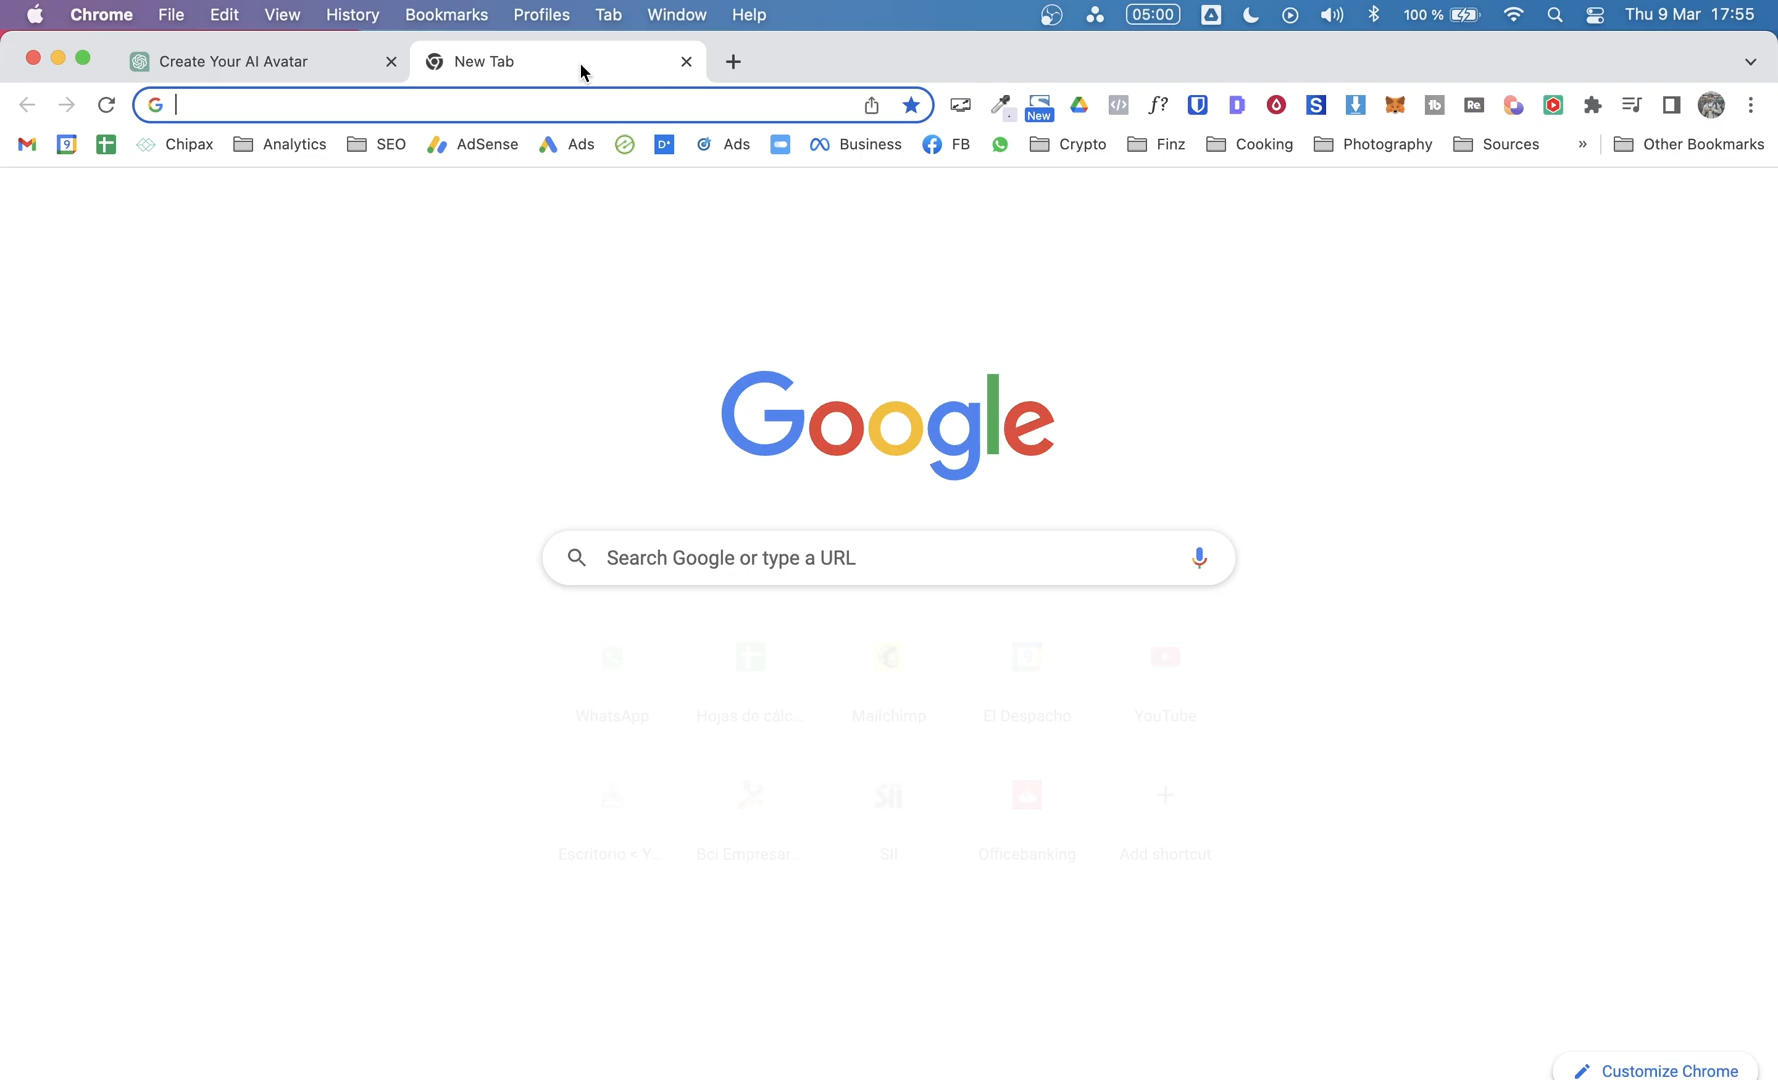 Chrome File Edit View History Bookmarks Profiles Tab Window Help 05:00 100 % Thu 9 Mar 17:55
Create Your AI Avatar New Tab
New f?
Chipax Analytics SEO AdSense Ads Ads Business FB Crypto Finz Cooking Photography Sources » Other Bookmarks
Google
Search Google or type a URL
WhatsApp Hojas de cálc... Mailchimp El Despacho YouTube
Sii
Escritorio < Y... Bci Empresar... SII Officebanking Add shortcut
Customize Chrome